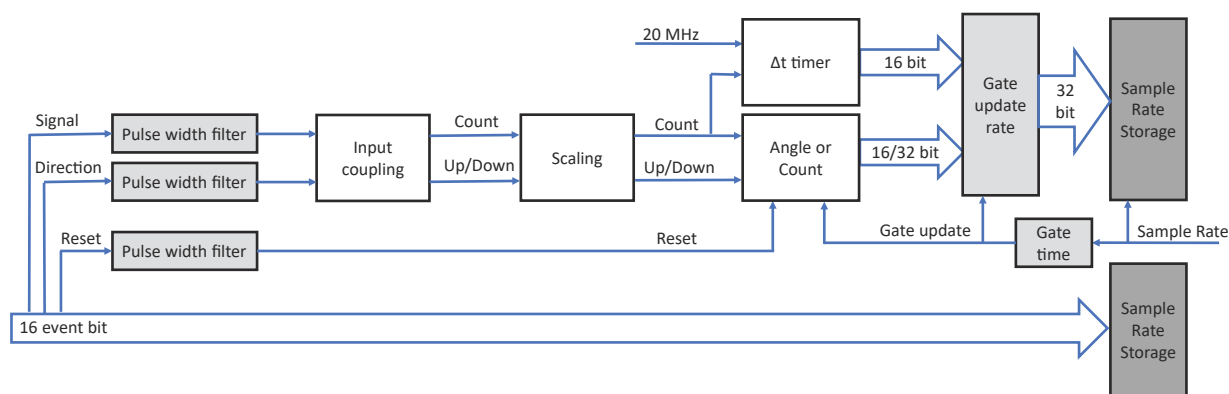 20 MHz
Δt timer
16 bit
Gate
update
rate
32
bit
Sample
Rate
Storage
Signal
Pulse width filter
Count
Count
Input
coupling
Scaling
Angle or
Count
16/32 bit
Direction
Pulse width filter
Up/Down
Up/Down
Reset
Pulse width filter
Reset
Gate update
Gate
time
Sample Rate
16 event bit
Sample
Rate
Storage